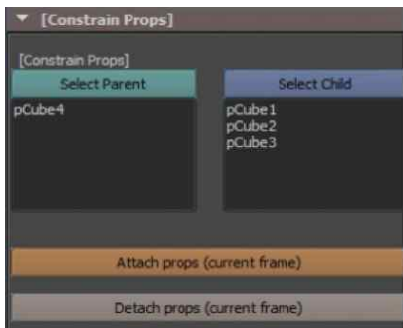 [Constrain Props]
[Constrain Props]
Select Parent
Select Child
pCube4
pCube1
pCube2
pCube3
Attach props (current frame)
Detach props (current frame)